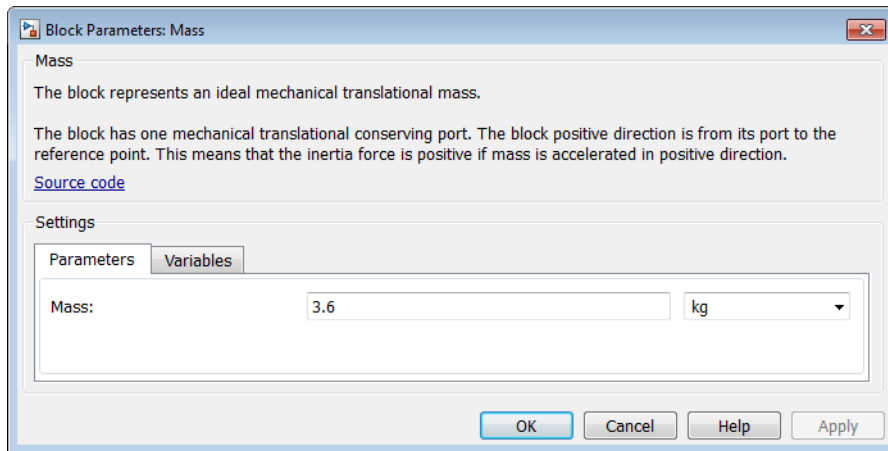 Block Parameters: Mass
Mass
The block represents an ideal mechanical translational mass.
The block has one mechanical translational conserving port. The block positive direction is from its port to the
reference point. This means that the inertia force is positive if mass is accelerated in positive direction.
Source code
Settings
Parameters Variables
Mass: 3.6 kg
OK Cancel Help Apply